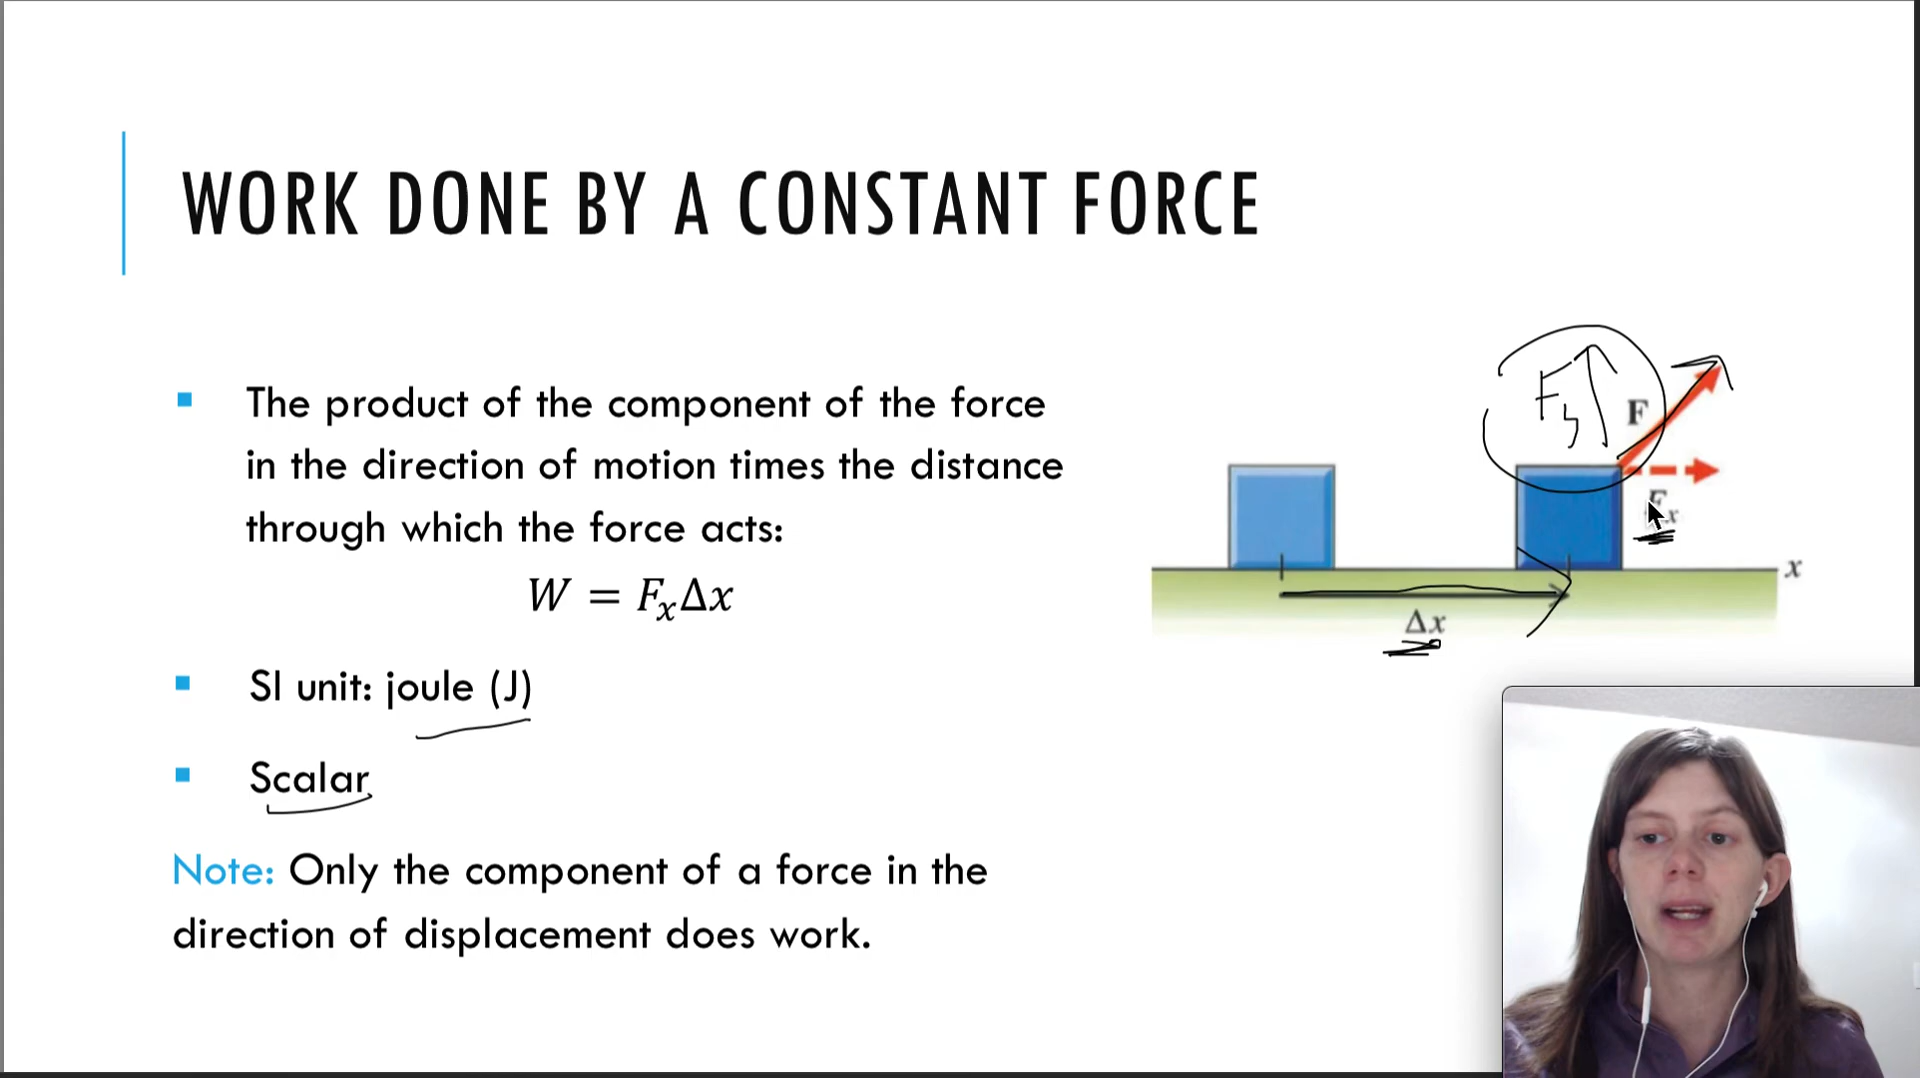 WORK DONE BY A CONSTANT FORCE
▪ The product of the component of the force
in the direction of motion times the distance
through which the force acts:
W = FₓΔx
▪ SI unit: joule (J)
▪ Scalar
Note: Only the component of a force in the
direction of displacement does work.
Fy
F
Fₓ
x
Δx